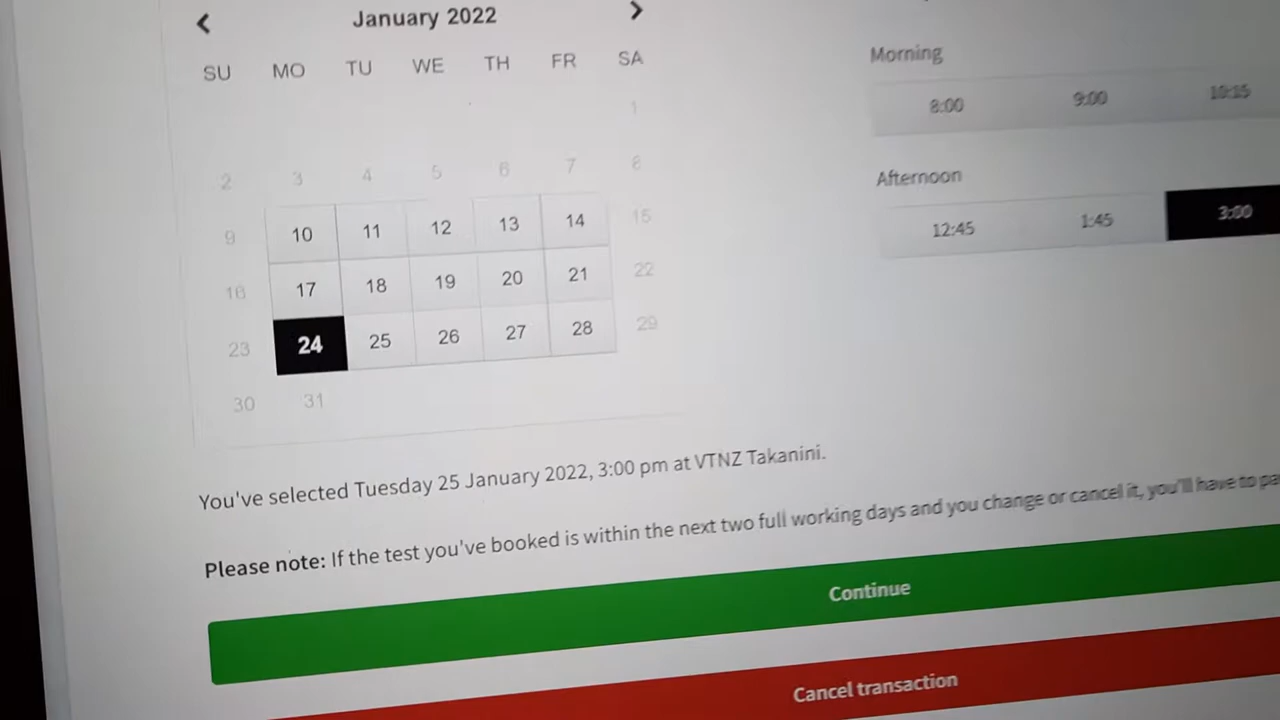 January 2022
SU MO TU WE TH FR SA
1
2 3 4 5 6 7 8
9 10 11 12 13 14 15
16 17 18 19 20 21 22
23 24 25 26 27 28 29
30 31
Morning
8:00 9:00 10:15
Afternoon
12:45 1:45 3:00
You've selected Tuesday 25 January 2022, 3:00 pm at VTNZ Takanini.
Please note: If the test you've booked is within the next two full working days and you change or cancel it, you'll have to pa
Continue
Cancel transaction